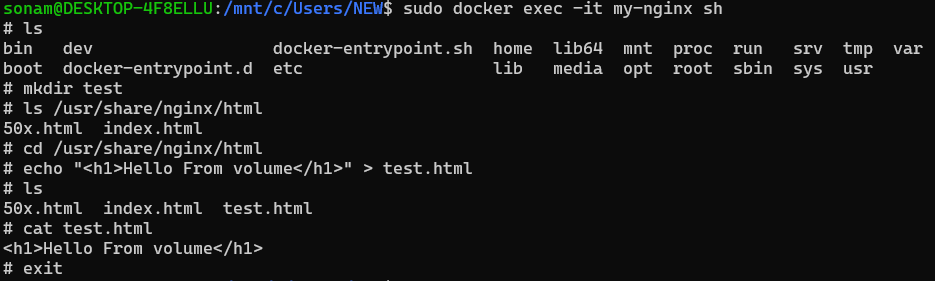 sonam@DESKTOP-4F8ELLU:/mnt/c/Users/NEW$ sudo docker exec -it my-nginx sh
# ls
bin   dev                  docker-entrypoint.sh  home  lib64  mnt  proc  run   srv  tmp  var
boot  docker-entrypoint.d  etc                   lib   media  opt  root  sbin  sys  usr
# mkdir test
# ls /usr/share/nginx/html
50x.html  index.html
# cd /usr/share/nginx/html
# echo "<h1>Hello From volume</h1>" > test.html
# ls
50x.html  index.html  test.html
# cat test.html
<h1>Hello From volume</h1>
# exit